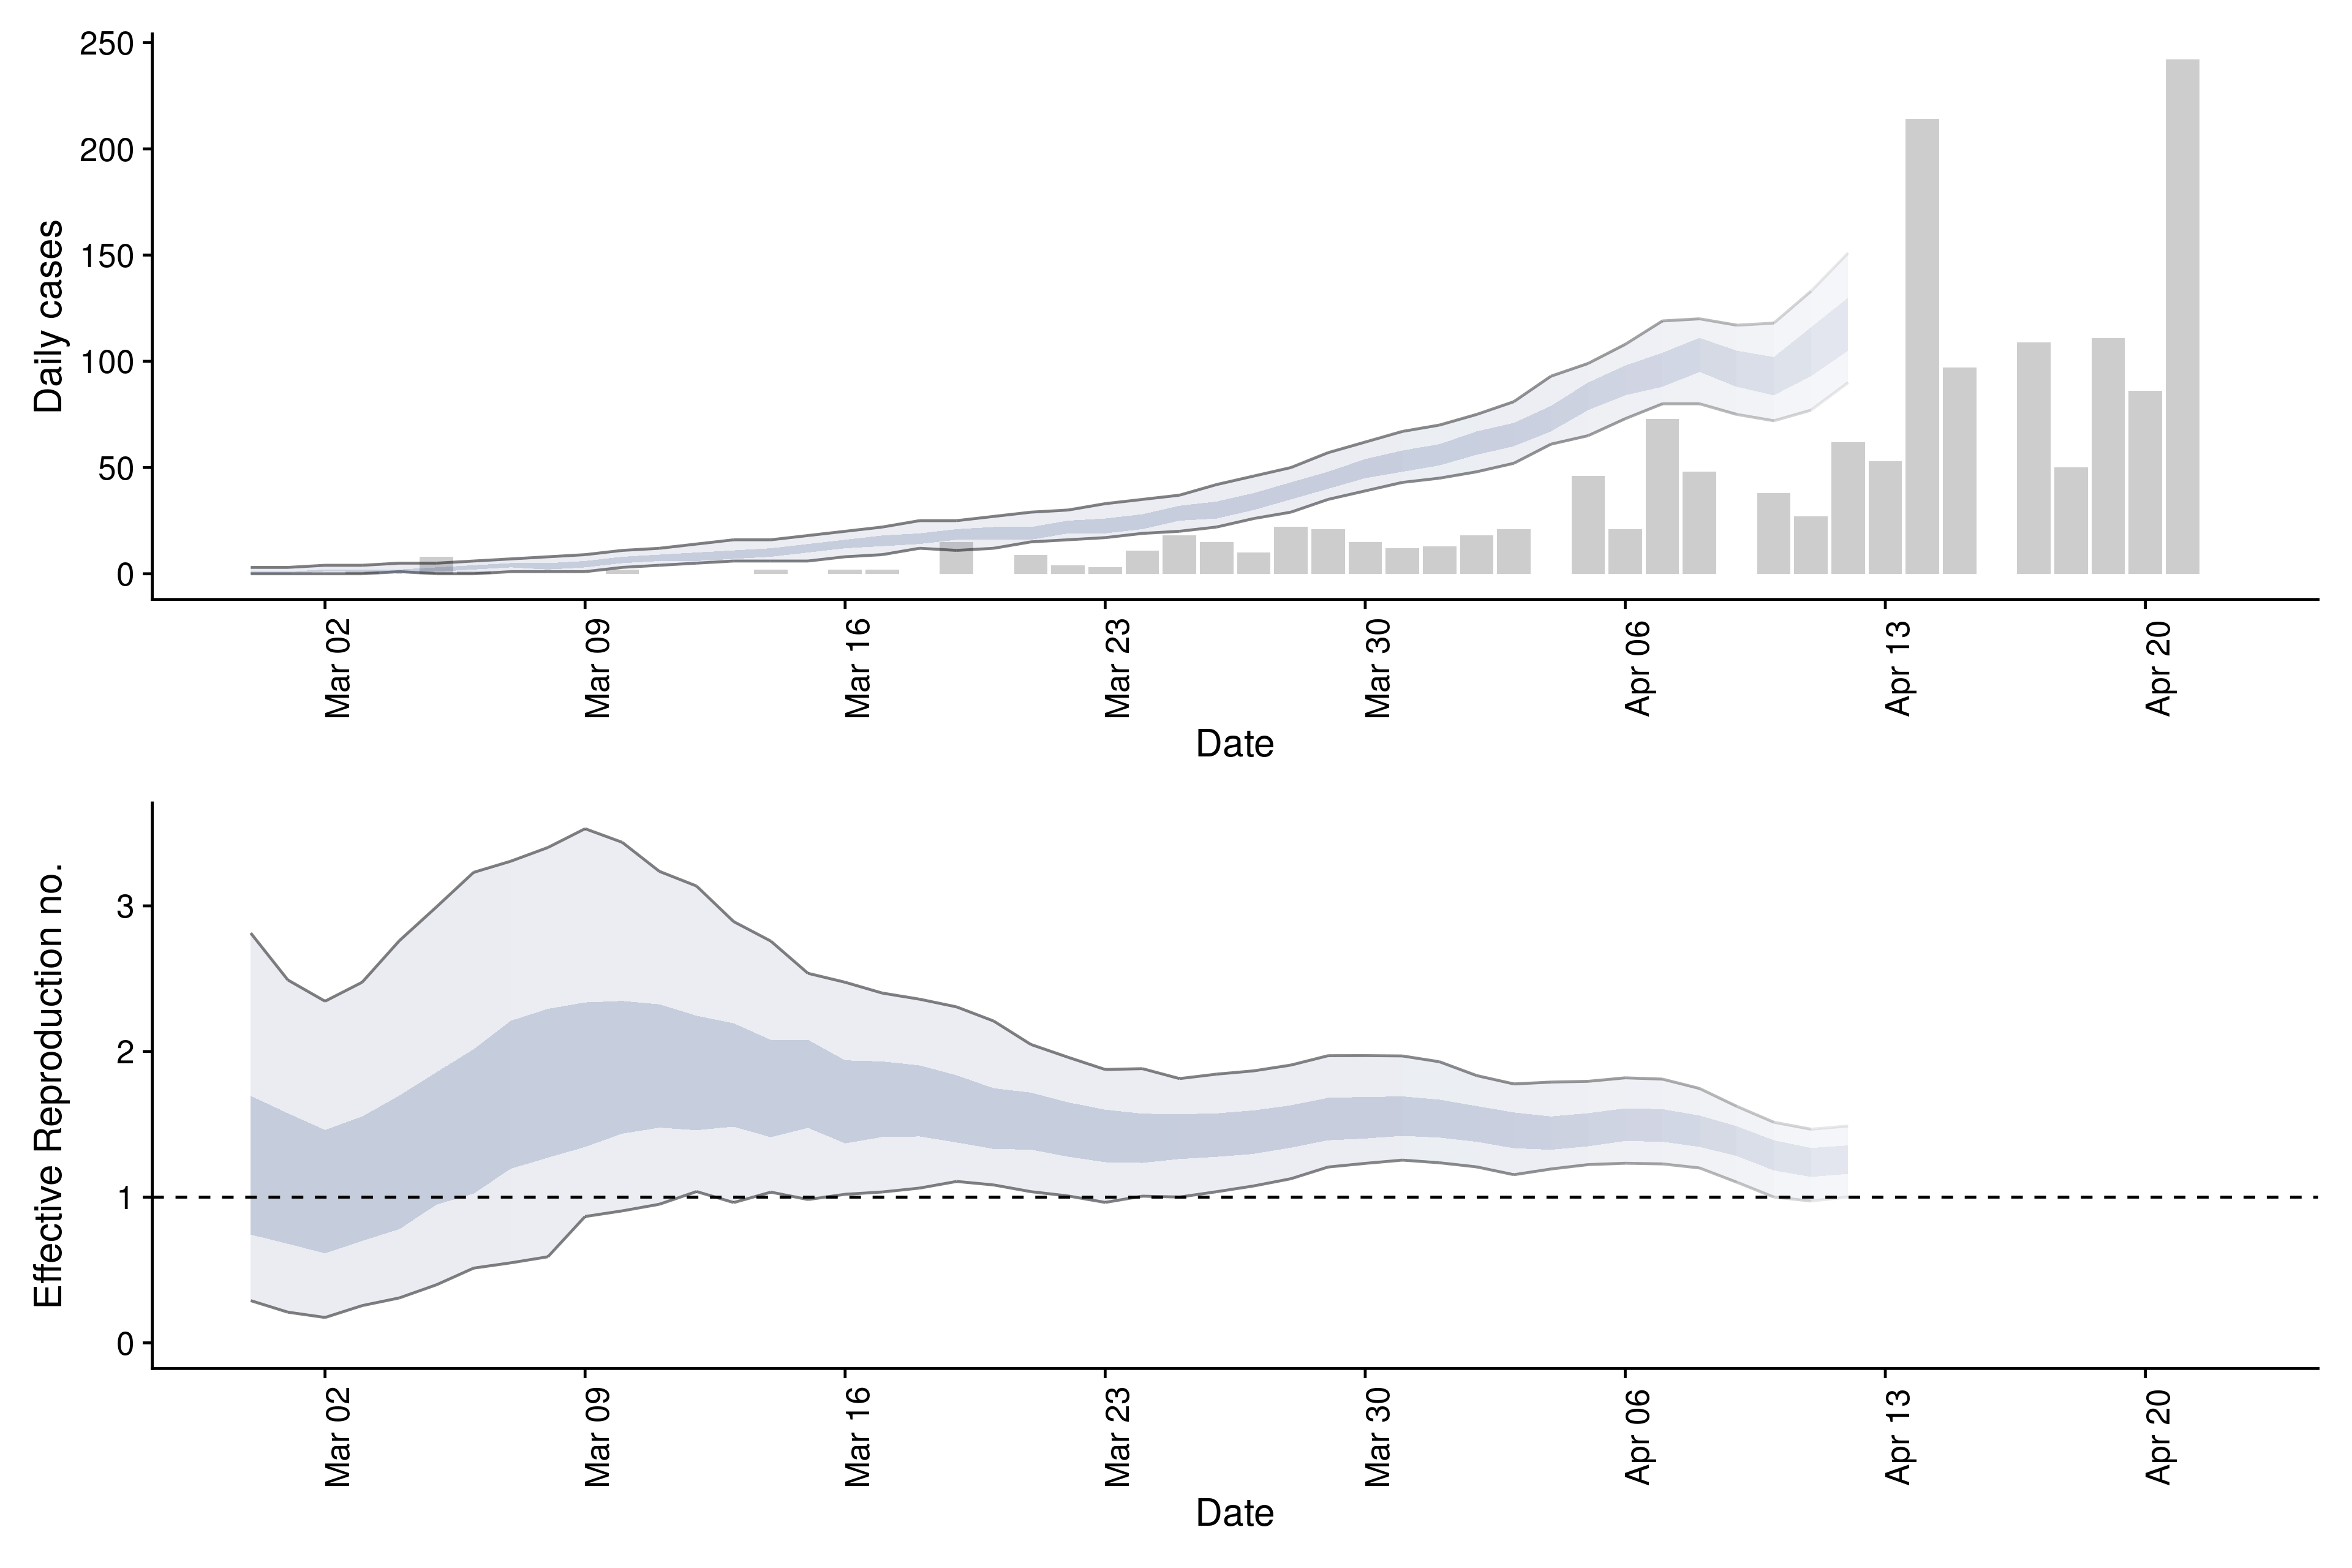 Daily cases
250
200
150
100
50
0
Mar 02
Mar 09
Mar 16
Mar 23
Mar 30
Apr 06
Apr 13
Apr 20
Date
Effective Reproduction no.
3
2
1
0
Mar 02
Mar 09
Mar 16
Mar 23
Mar 30
Apr 06
Apr 13
Apr 20
Date